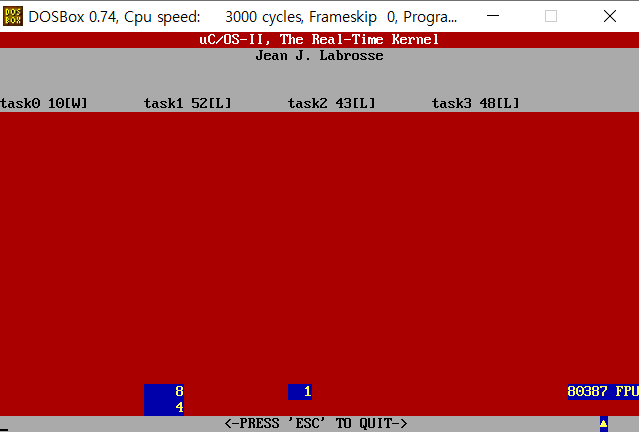 DOSBox 0.74, Cpu speed: 3000 cycles, Frameskip 0, Progra...
uC/OS-II, The Real-Time Kernel
Jean J. Labrosse
task0 10[W] task1 52[L] task2 43[L] task3 48[L]
8 1 80387 FPU
4
<-PRESS 'ESC' TO QUIT->